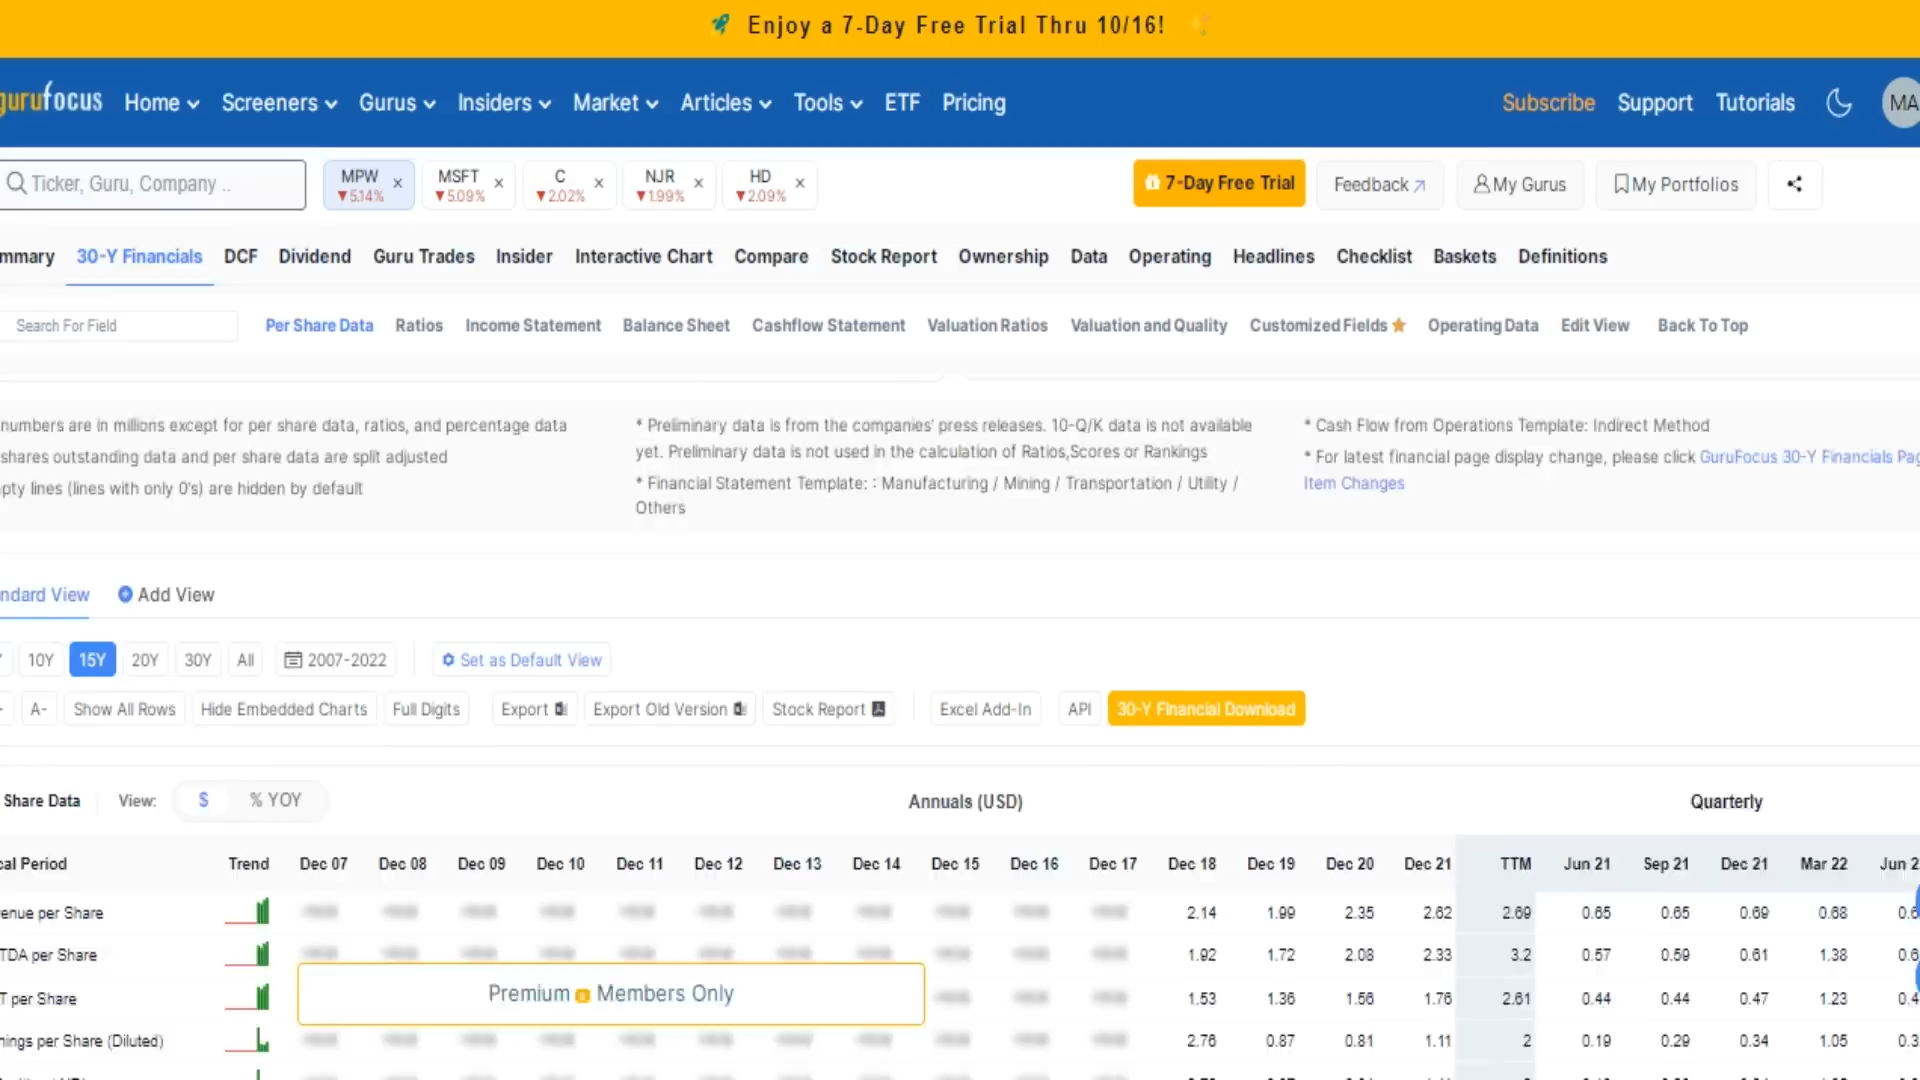 Enjoy a 7-Day Free Trial Thru 10/16!
gurufocus Home Screeners Gurus Insiders Market Articles Tools ETF Pricing Subscribe Support Tutorials MA
Ticker, Guru, Company .. MPW × MSFT × C × NJR × HD × 7-Day Free Trial Feedback My Gurus My Portfolios
▼5.14% ▼5.09% ▼2.02% ▼1.99% ▼2.09%
mmary 30-Y Financials DCF Dividend Guru Trades Insider Interactive Chart Compare Stock Report Ownership Data Operating Headlines Checklist Baskets Definitions
Search For Field Per Share Data Ratios Income Statement Balance Sheet Cashflow Statement Valuation Ratios Valuation and Quality Customized Fields Operating Data Edit View Back To Top
numbers are in millions except for per share data, ratios, and percentage data
shares outstanding data and per share data are split adjusted
pty lines (lines with only 0's) are hidden by default
* Preliminary data is from the companies' press releases. 10-Q/K data is not available
yet. Preliminary data is not used in the calculation of Ratios,Scores or Rankings
* Financial Statement Template: : Manufacturing / Mining / Transportation / Utility /
Others
* Cash Flow from Operations Template: Indirect Method
* For latest financial page display change, please click GuruFocus 30-Y Financials Pag
Item Changes
ndard View Add View
10Y 15Y 20Y 30Y All 2007-2022 Set as Default View
A- Show All Rows Hide Embedded Charts Full Digits Export Export Old Version Stock Report Excel Add-In API 30-Y Financial Download
Share Data View: $ % YOY Annuals (USD) Quarterly
cal Period Trend Dec 07 Dec 08 Dec 09 Dec 10 Dec 11 Dec 12 Dec 13 Dec 14 Dec 15 Dec 16 Dec 17 Dec 18 Dec 19 Dec 20 Dec 21 TTM Jun 21 Sep 21 Dec 21 Mar 22 Jun 2
enue per Share 2.14 1.99 2.35 2.62 2.69 0.65 0.65 0.69 0.68 0.6
TDA per Share 1.92 1.72 2.08 2.33 3.2 0.57 0.59 0.61 1.38 0.6
T per Share Premium Members Only 1.53 1.36 1.56 1.76 2.61 0.44 0.44 0.47 1.23 0.4
nings per Share (Diluted) 2.76 0.87 0.81 1.11 2 0.19 0.29 0.34 1.05 0.3